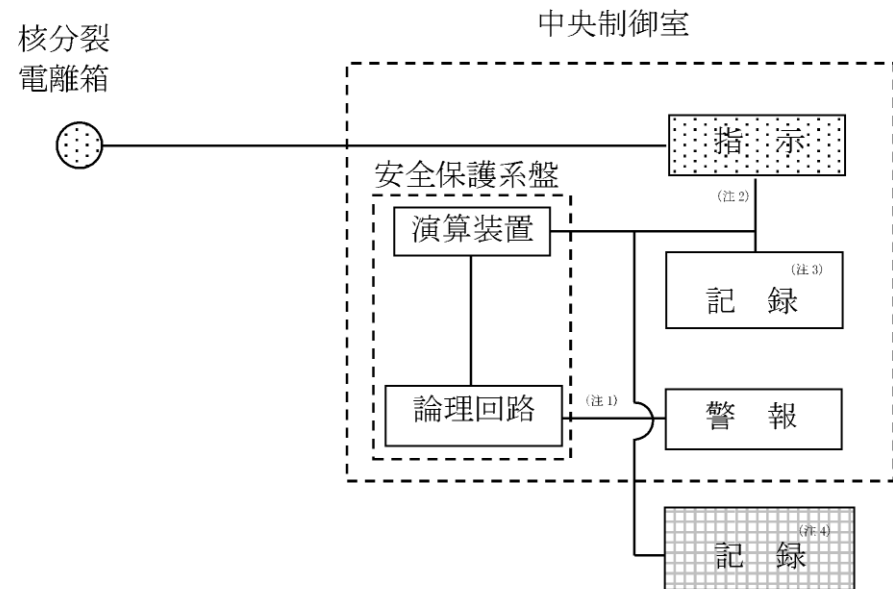 中央制御室
核分裂
電離箱
指 示
安全保護系盤
(注2)
演算装置
(注3)
記 録
論理回路
(注1)
警 報
(注4)
記 録